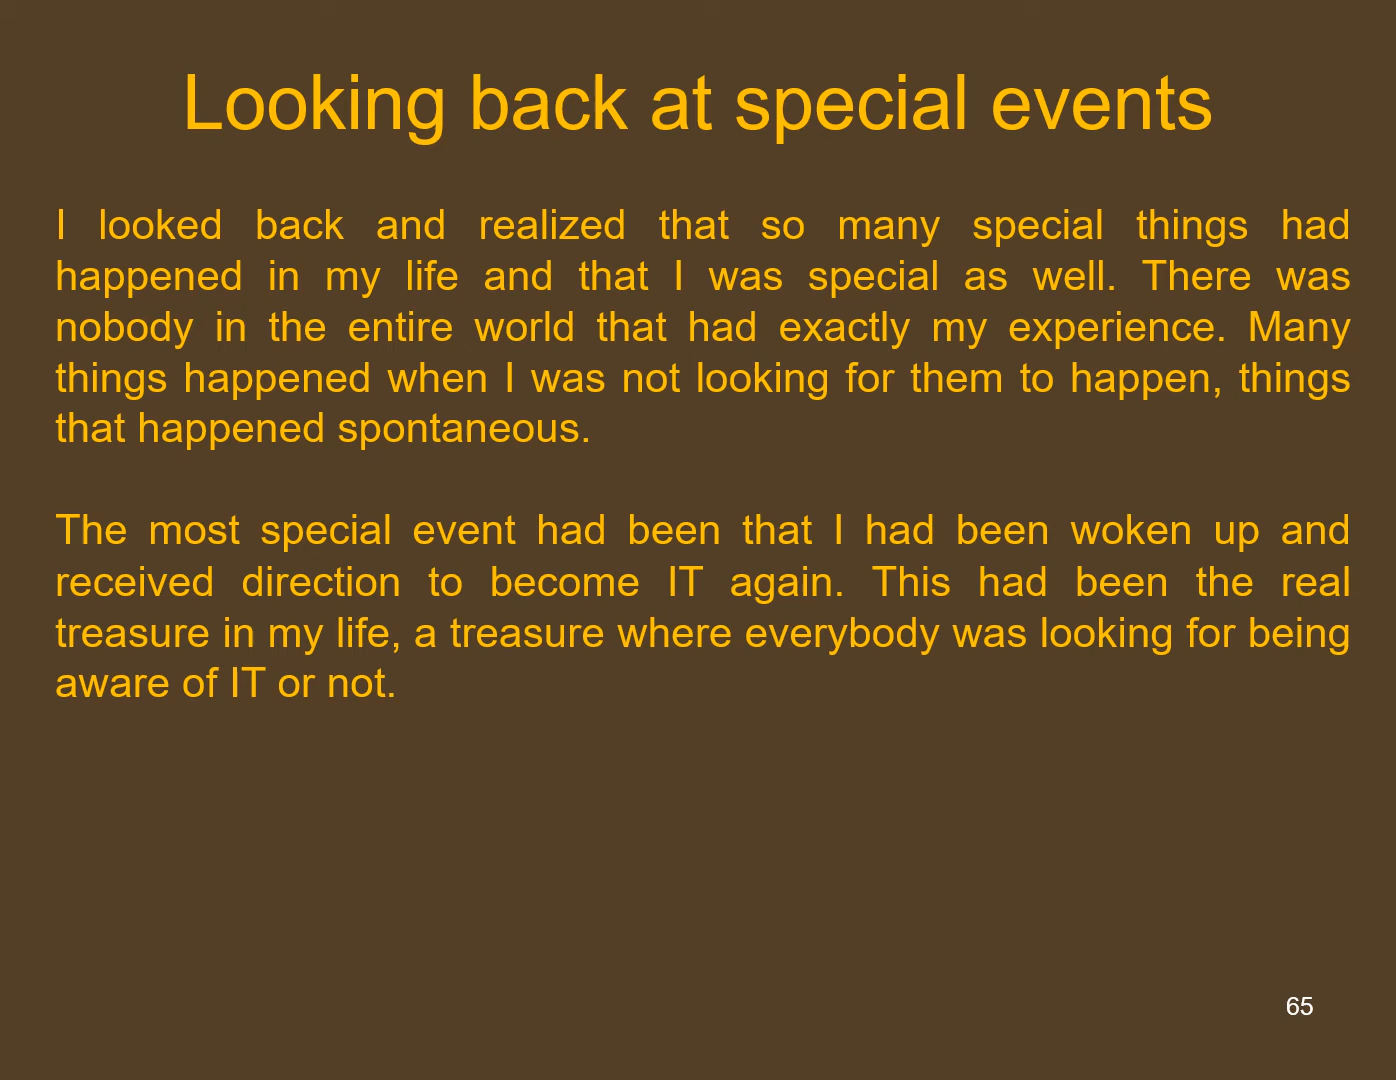 Looking back at special events
I looked back and realized that so many special things had
happened in my life and that I was special as well. There was
nobody in the entire world that had exactly my experience. Many
things happened when I was not looking for them to happen, things
that happened spontaneous.
The most special event had been that I had been woken up and
received direction to become IT again. This had been the real
treasure in my life, a treasure where everybody was looking for being
aware of IT or not.
65